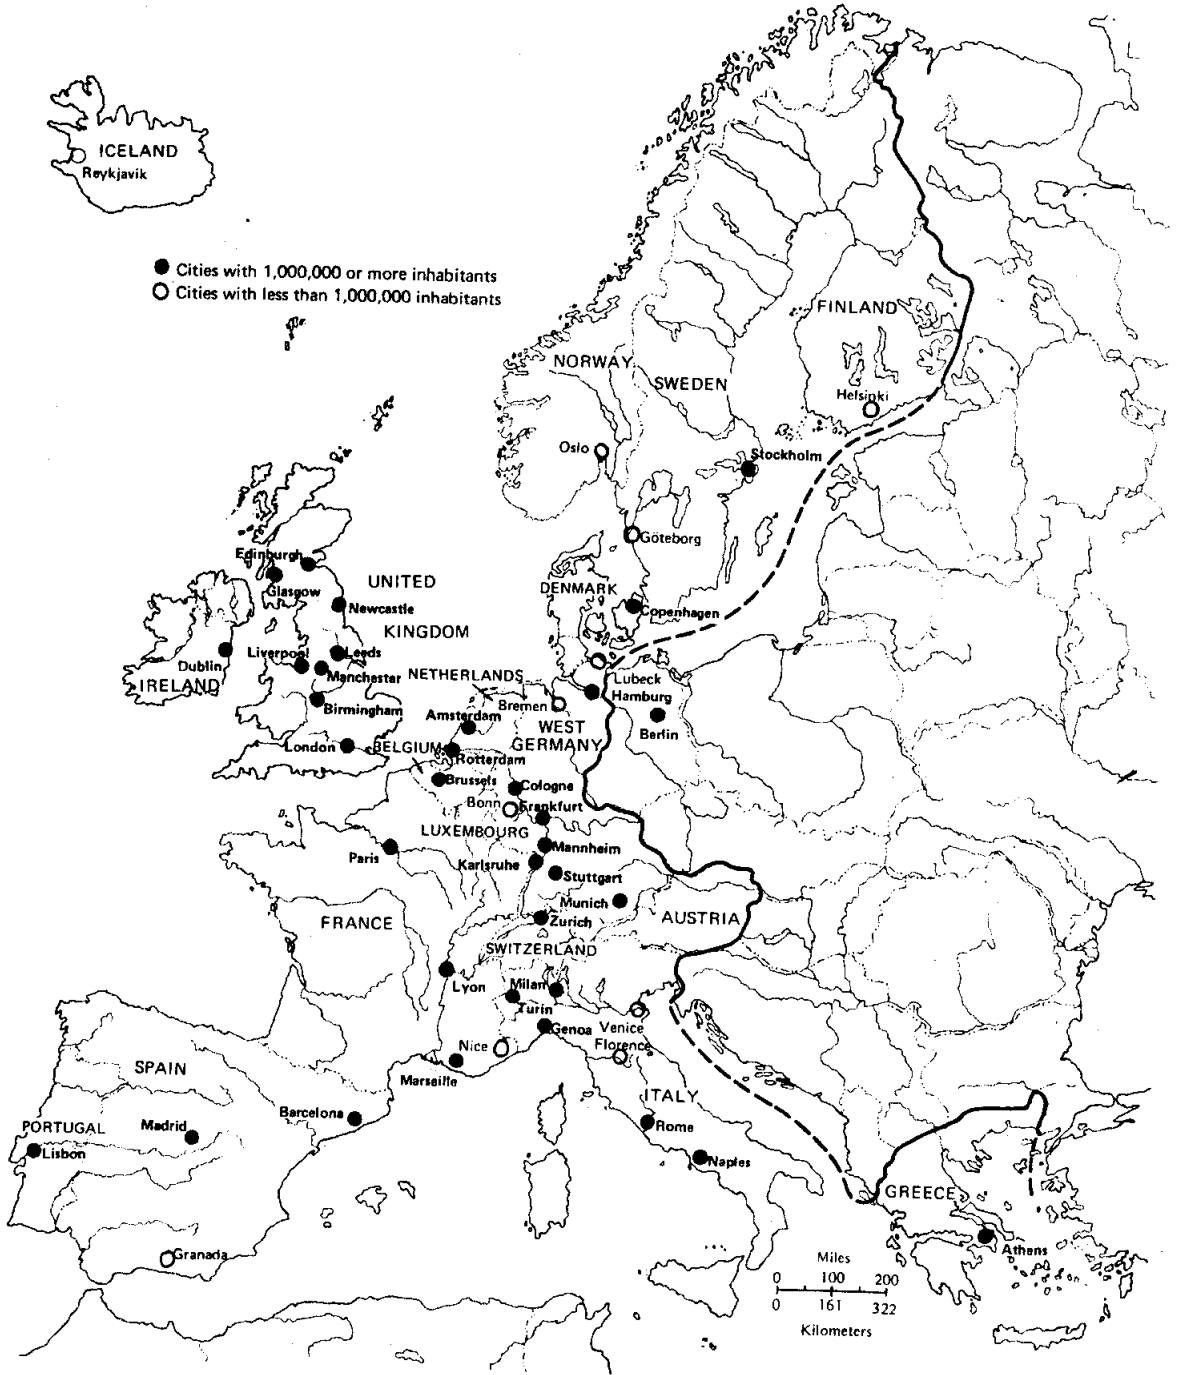 ICELAND
Reykjavik
Cities with 1,000,000 or more inhabitants
Cities with less than 1,000,000 inhabitants
FINLAND
NORWAY
SWEDEN
Helsinki
Oslo
Stockholm
Göteborg
Edinburgh
Glasgow
UNITED
KINGDOM
DENMARK
Newcastle
Copenhagen
Dublin
IRELAND
Liverpool
Leeds
Manchester
NETHERLANDS
Lubeck
Hamburg
Birmingham
Bremen
Amsterdam
WEST
GERMANY
Berlin
London
BELGIUM
Rotterdam
Brussels
Cologne
Bonn
Frankfurt
LUXEMBOURG
Mannheim
Paris
Karlsruhe
Stuttgart
Munich
FRANCE
Zurich
AUSTRIA
SWITZERLAND
Lyon
Milan
Turin
Genoa
Venice
Nice
Florence
Marseille
SPAIN
ITALY
Barcelona
PORTUGAL
Madrid
Rome
Lisbon
Naples
GREECE
Granada
Athens
Miles
0 100 200
0 161 322
Kilometers